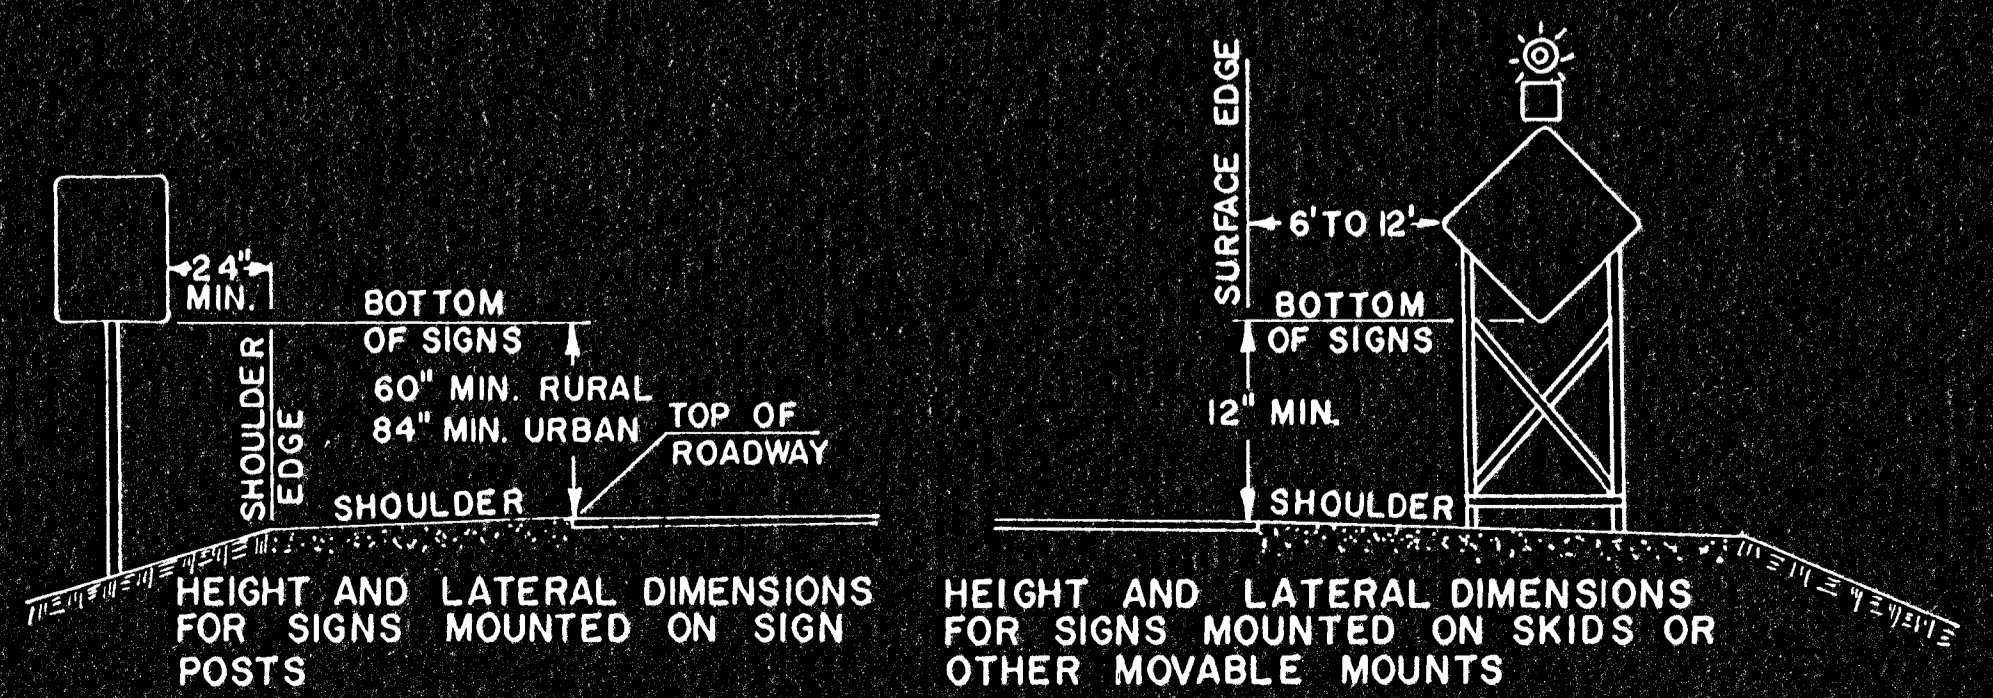 24"
MIN.
SHOULDER
EDGE
BOTTOM
OF SIGNS
60" MIN. RURAL
84" MIN. URBAN
TOP OF
ROADWAY
SHOULDER
HEIGHT AND LATERAL DIMENSIONS
FOR SIGNS MOUNTED ON SIGN
POSTS
SURFACE EDGE
6' TO 12'
BOTTOM
OF SIGNS
12" MIN.
SHOULDER
HEIGHT AND LATERAL DIMENSIONS
FOR SIGNS MOUNTED ON SKIDS OR
OTHER MOVABLE MOUNTS